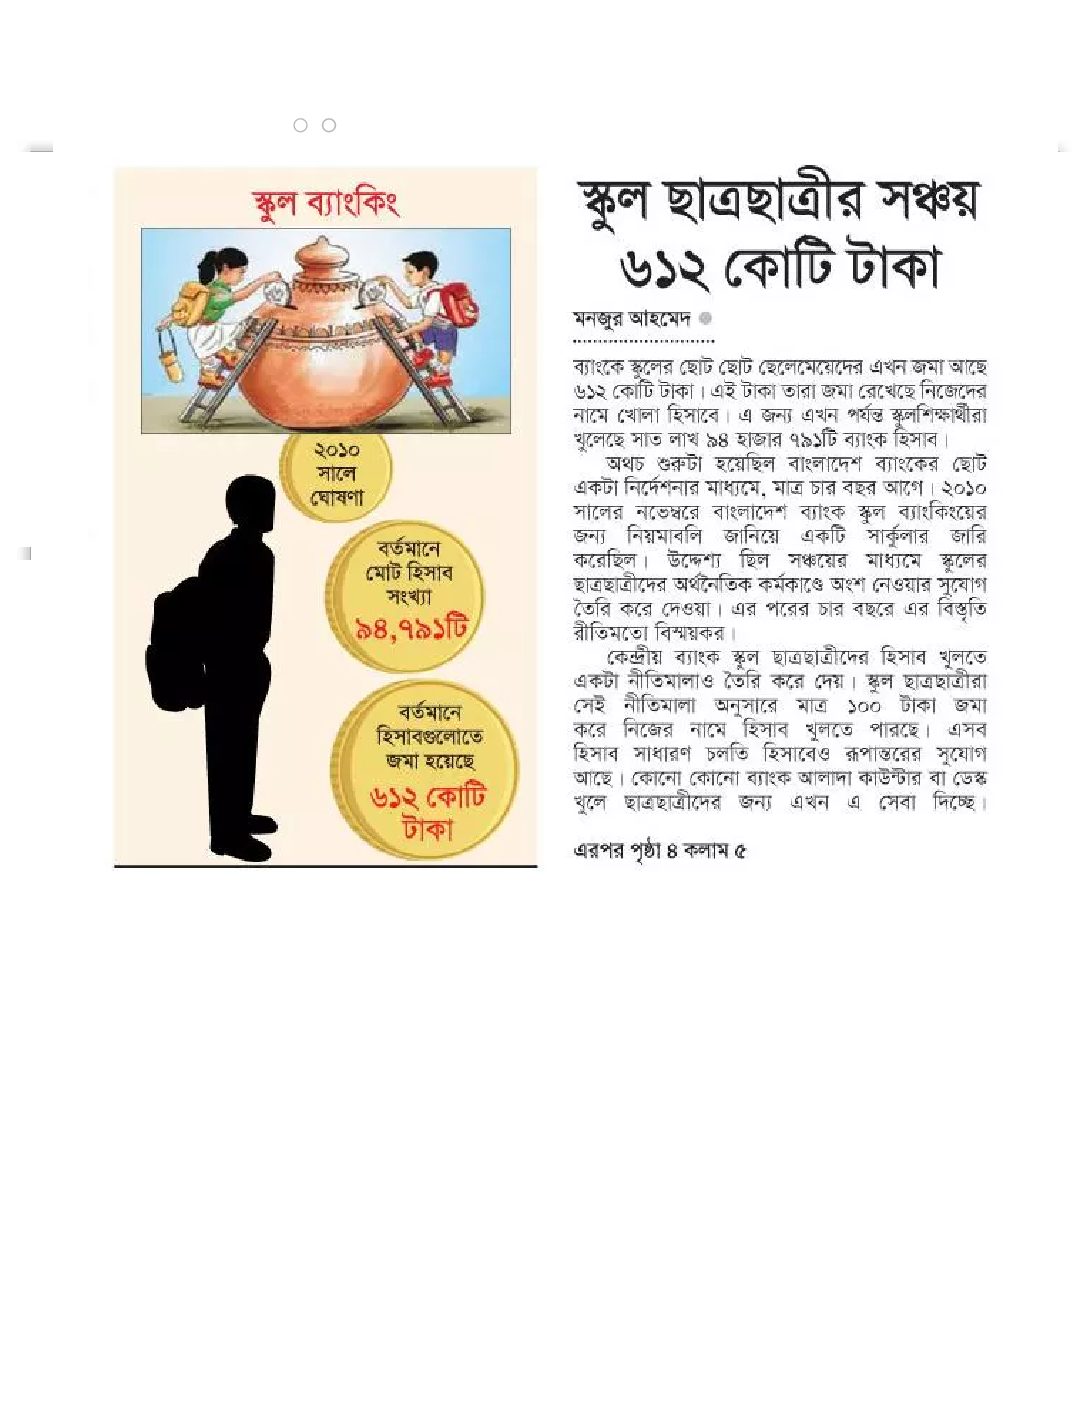 স্কুল ব্যাংকিং
২০১০
সালে
ঘোষণা
বর্তমানে
মোট হিসাব
সংখ্যা
৯৪,৭৯১টি
বর্তমানে
হিসাবগুলোতে
জমা হয়েছে
৬১২ কোটি
টাকা
স্কুল ছাত্রছাত্রীর সঞ্চয়
৬১২ কোটি টাকা
মনজুর আহমেদ
ব্যাংকে স্কুলের ছোট ছোট ছেলেমেয়েদের এখন জমা আছে
৬১২ কোটি টাকা। এই টাকা তারা জমা রেখেছে নিজেদের
নামে খোলা হিসাবে। এ জন্য এখন পর্যন্ত স্কুলশিক্ষার্থীরা
খুলেছে সাত লাখ ৯৪ হাজার ৭৯১টি ব্যাংক হিসাব।
অথচ শুরুটা হয়েছিল বাংলাদেশ ব্যাংকের ছোট
একটা নির্দেশনার মাধ্যমে, মাত্র চার বছর আগে। ২০১০
সালের নভেম্বরে বাংলাদেশ ব্যাংক স্কুল ব্যাংকিংয়ের
জন্য নিয়মাবলি জানিয়ে একটি সার্কুলার জারি
করেছিল। উদ্দেশ্য ছিল সঞ্চয়ের মাধ্যমে স্কুলের
ছাত্রছাত্রীদের অর্থনৈতিক কর্মকাণ্ডে অংশ নেওয়ার সুযোগ
তৈরি করে দেওয়া। এর পরের চার বছরে এর বিস্তৃতি
রীতিমতো বিস্ময়কর।
কেন্দ্রীয় ব্যাংক স্কুল ছাত্রছাত্রীদের হিসাব খুলতে
একটা নীতিমালাও তৈরি করে দেয়। স্কুল ছাত্রছাত্রীরা
সেই নীতিমালা অনুসারে মাত্র ১০০ টাকা জমা
করে নিজের নামে হিসাব খুলতে পারছে। এসব
হিসাব সাধারণ চলতি হিসাবেও রূপান্তরের সুযোগ
আছে। কোনো কোনো ব্যাংক আলাদা কাউন্টার বা ডেস্ক
খুলে ছাত্রছাত্রীদের জন্য এখন এ সেবা দিচ্ছে।
এরপর পৃষ্ঠা ৪ কলাম ৫